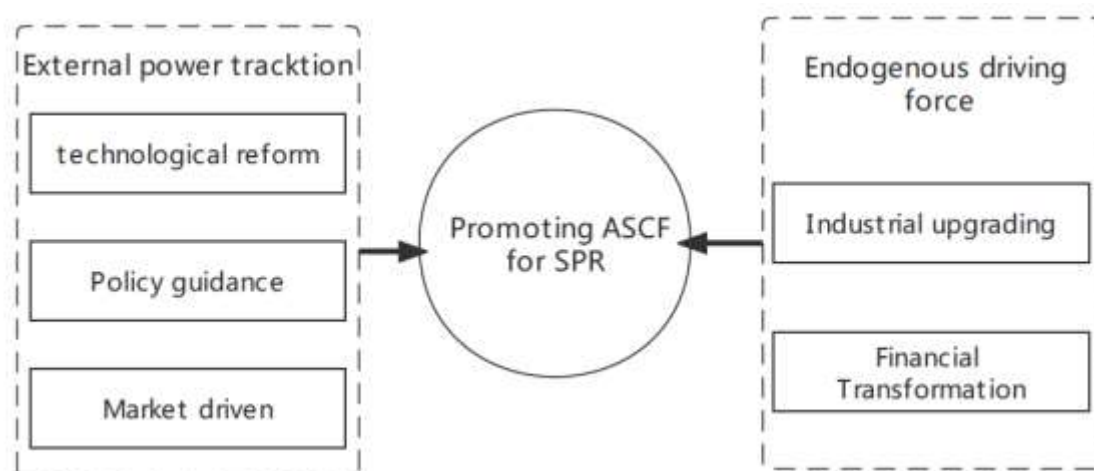 External power tracktion
technological reform
Policy guidance
Market driven
Promoting ASCF
for SPR
Endogenous driving
force
Industrial upgrading
Financial
Transformation